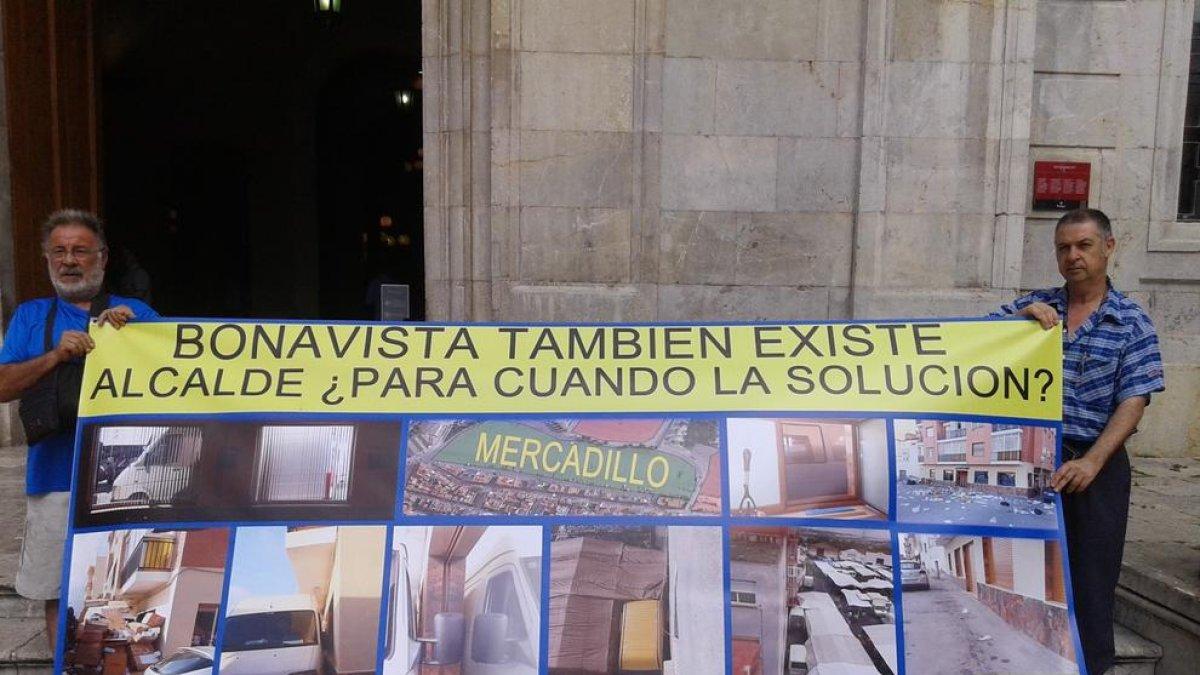 BONAVISTA TAMBIEN EXISTE
ALCALDE ¿PARA CUANDO LA SOLUCION?
MERCADILLO